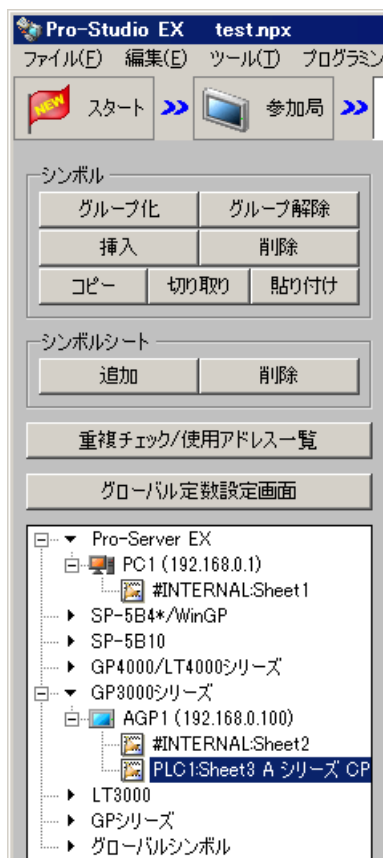 Pro-Studio EX test.npx
ファイル(F) 編集(E) ツール(T) プログラミン
NEW スタート 参加局
シンボル
グループ化 グループ解除
挿入 削除
コピー 切り取り 貼り付け
シンボルシート
追加 削除
重複チェック/使用アドレス一覧
グローバル定数設定画面
Pro-Server EX
PC1 (192.168.0.1)
#INTERNAL:Sheet1
SP-5B4*/WinGP
SP-5B10
GP4000/LT4000シリーズ
GP3000シリーズ
AGP1 (192.168.0.100)
#INTERNAL:Sheet2
PLC1:Sheet3 A シリーズ CP
LT3000
GPシリーズ
グローバルシンボル